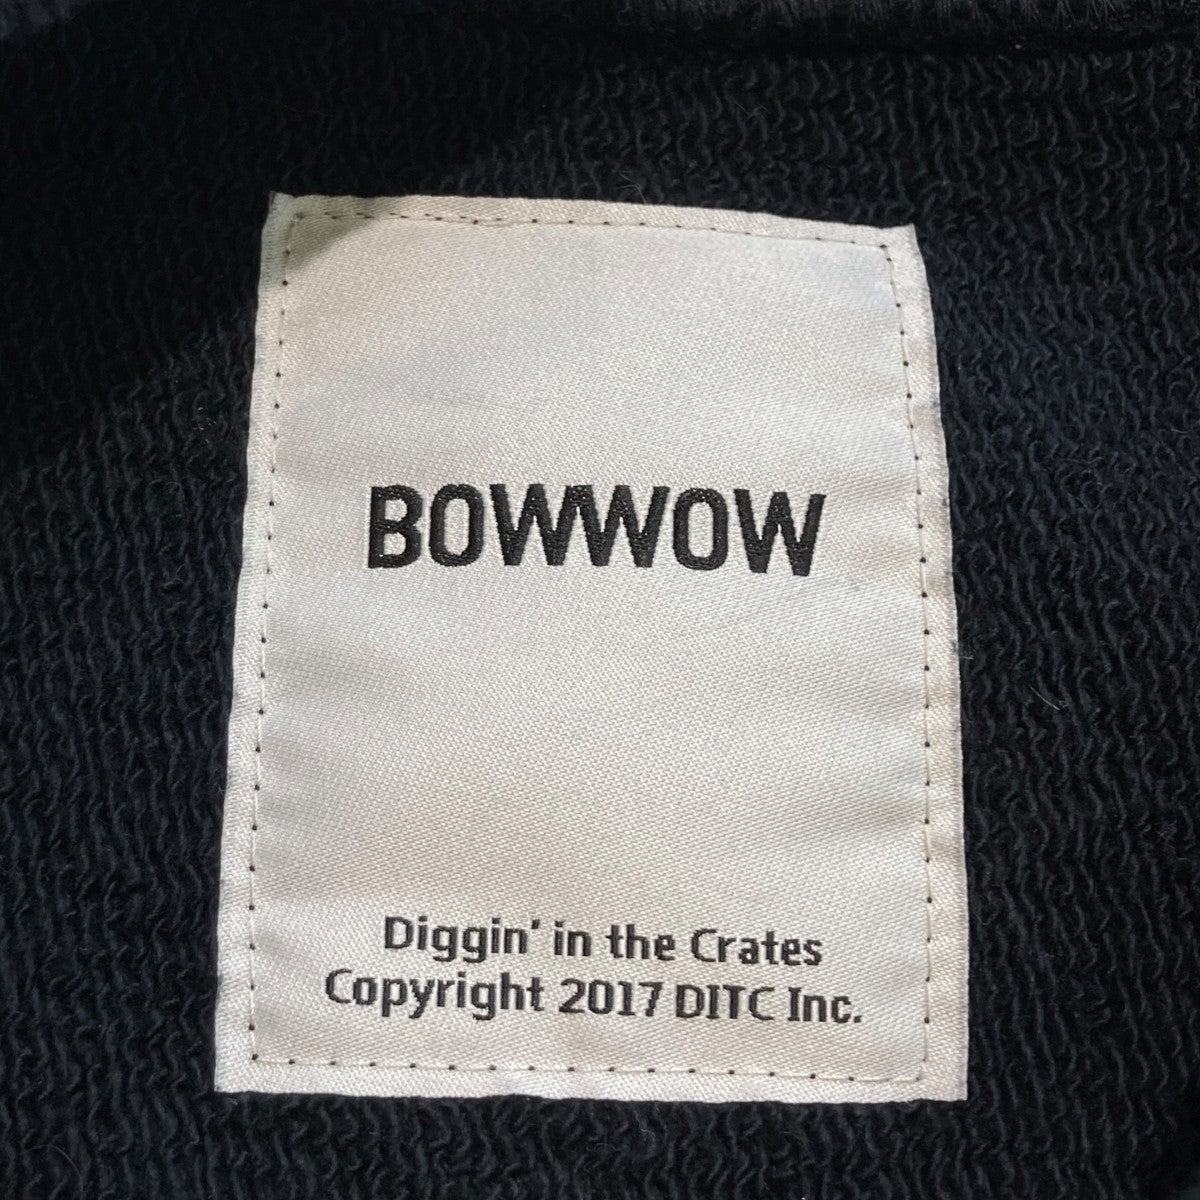 BOWWOW
Diggin' in the Crates
Copyright 2017 DITC Inc.